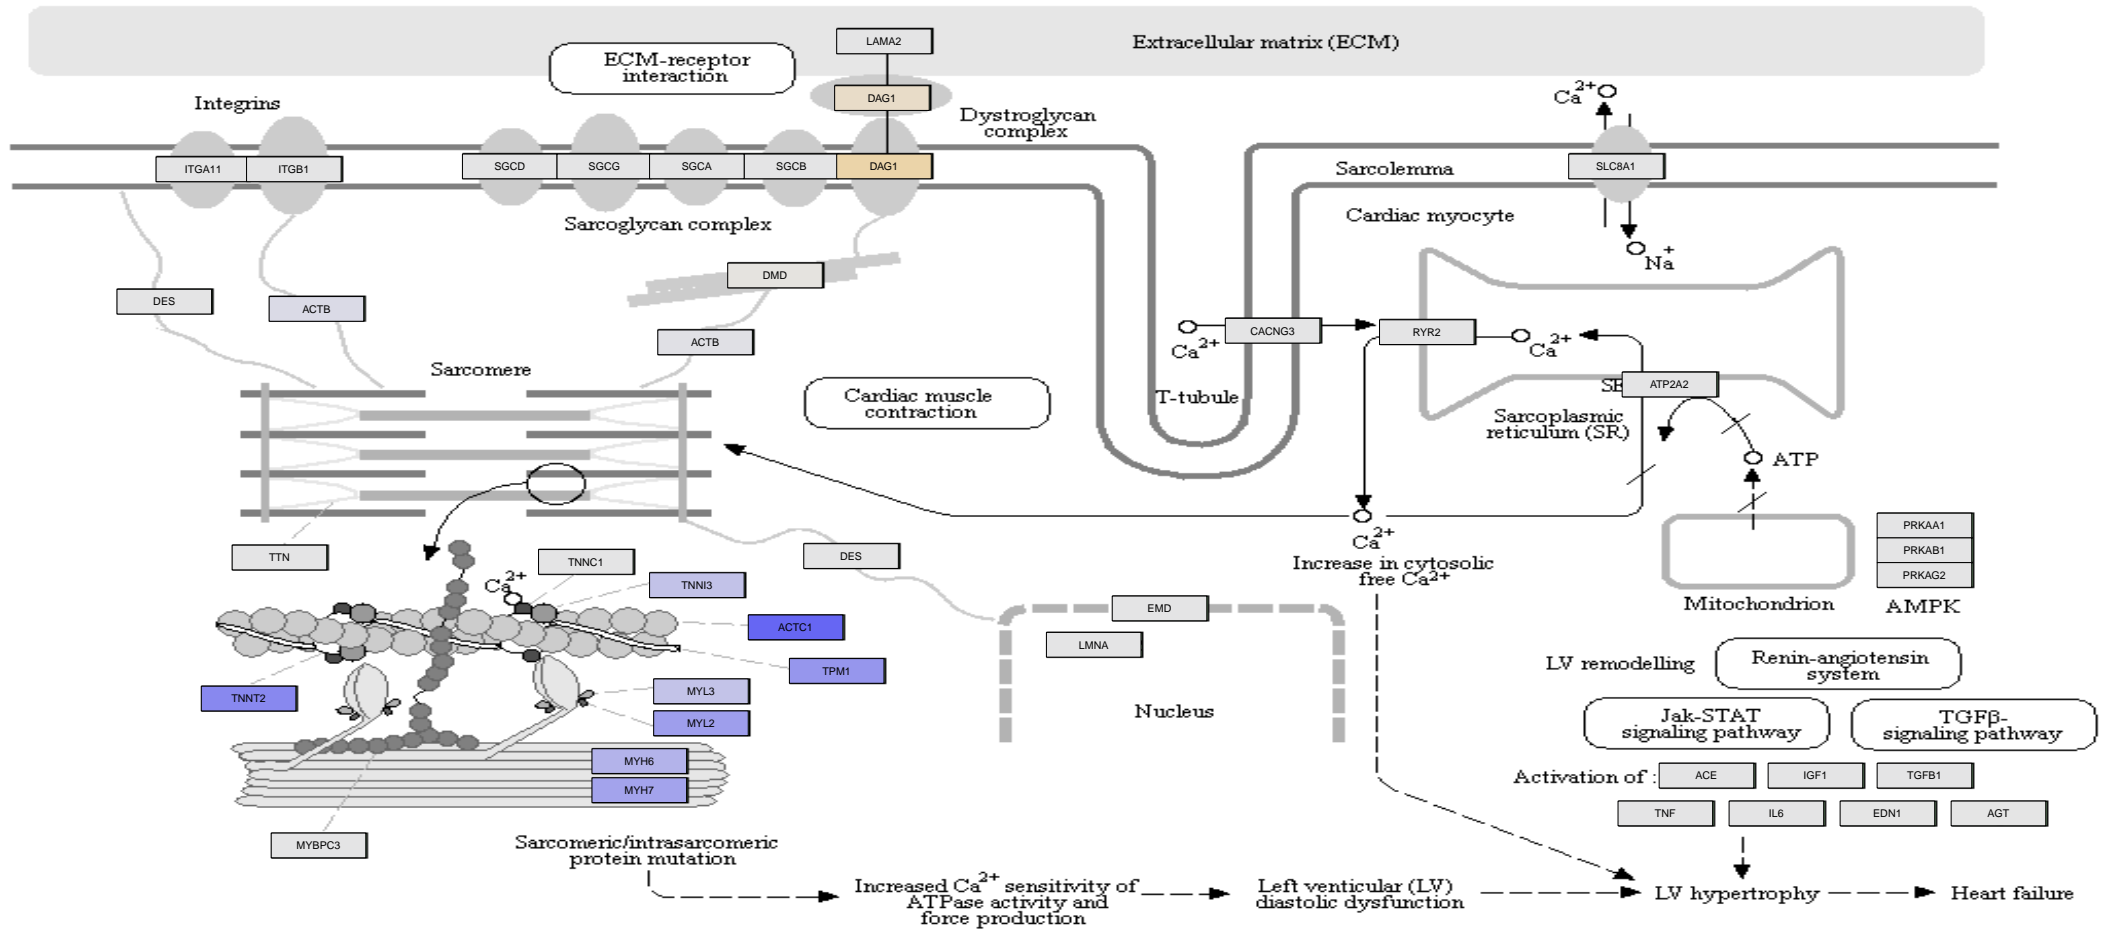 LAMA2
Extracellular matrix (ECM)
ECM-receptor
interaction
DAG1
Integrins
Dystroglycan
complex
Ca2+
ITGA11
ITGB1
SGCD
SGCG
SGCA
SGCB
DAG1
Sarcolemma
SLC8A1
Sarcoglycan complex
Cardiac myocyte
Na+
DES
ACTB
DMD
ACTB
CACNG3
RYR2
Ca2+
Ca2+
Sarcomere
Cardiac muscle
contraction
T-tubule
ATP2A2
Sarcoplasmic
reticulum (SR)
ATP
TTN
TNNC1
DES
Ca2+
Increase in cytosolic
free Ca2+
PRKAA1
PRKAB1
PRKAG2
Mitochondrion
AMPK
Ca2+
TNNI3
ACTC1
TPM1
EMD
LMNA
TNNT2
MYL3
MYL2
Nucleus
LV remodelling
Renin-angiotensin
system
Jak-STAT
signaling pathway
TGFβ-
signaling pathway
MYH6
MYH7
Activation of :
ACE
IGF1
TGFB1
TNF
IL6
EDN1
AGT
MYBPC3
Sarcomeric/intrasarcomeric
protein mutation
Increased Ca2+ sensitivity of
ATPase activity and
force production
Left venticular (LV)
diastolic dysfunction
LV hypertrophy
Heart failure